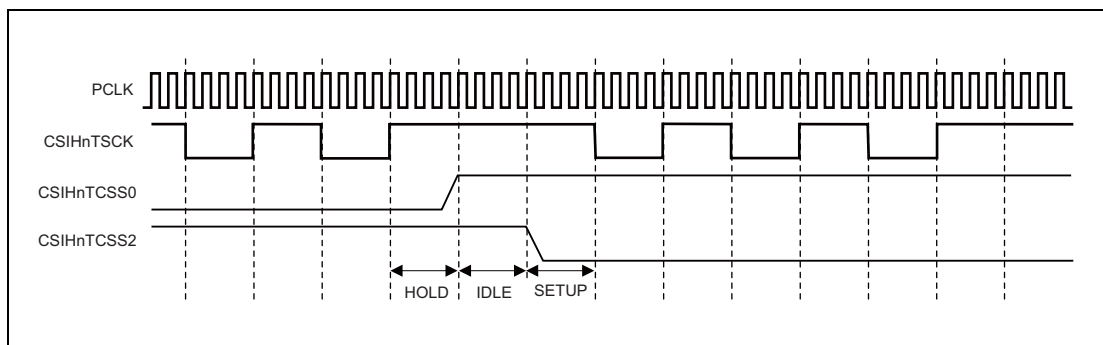 PCLK
CSIHnTSCK
CSIHnTCSS0
CSIHnTCSS2
HOLD IDLE SETUP